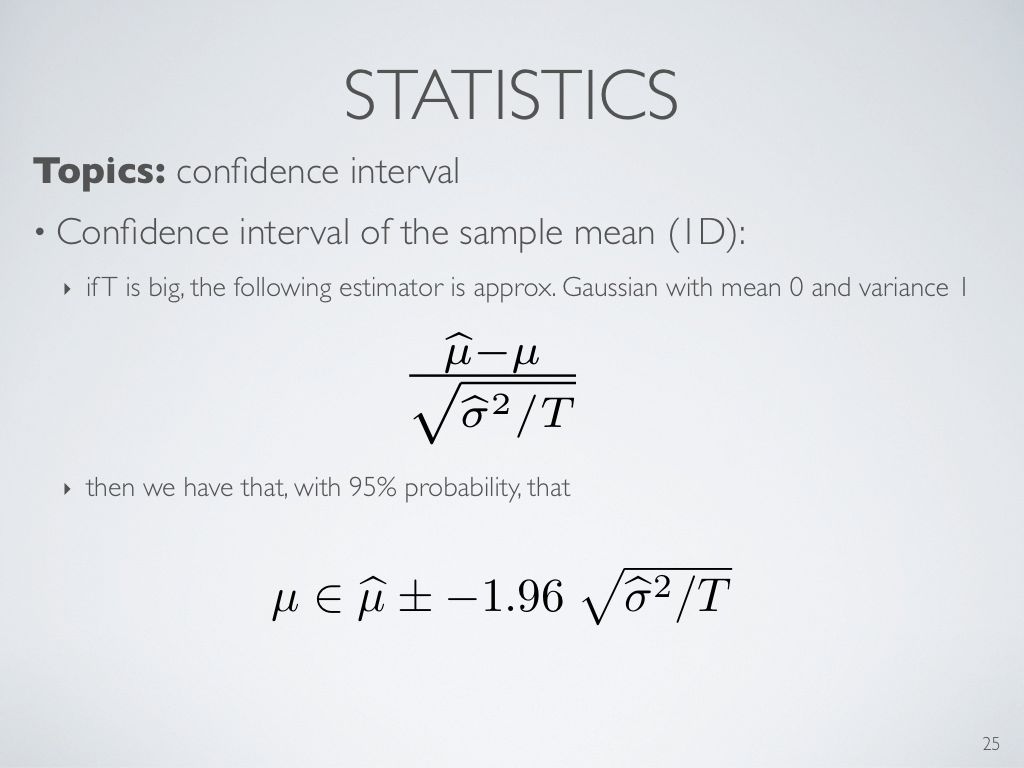 STATISTICS
Topics: confidence interval
• Confidence interval of the sample mean (1D):
‣ if T is big, the following estimator is approx. Gaussian with mean 0 and variance 1
$\frac{\widehat{\mu}-\mu}{\sqrt{\widehat{\sigma}^2/T}}$
‣ then we have that, with 95% probability, that
$\mu \in \widehat{\mu} \pm -1.96 \sqrt{\widehat{\sigma}^2/T}$
25